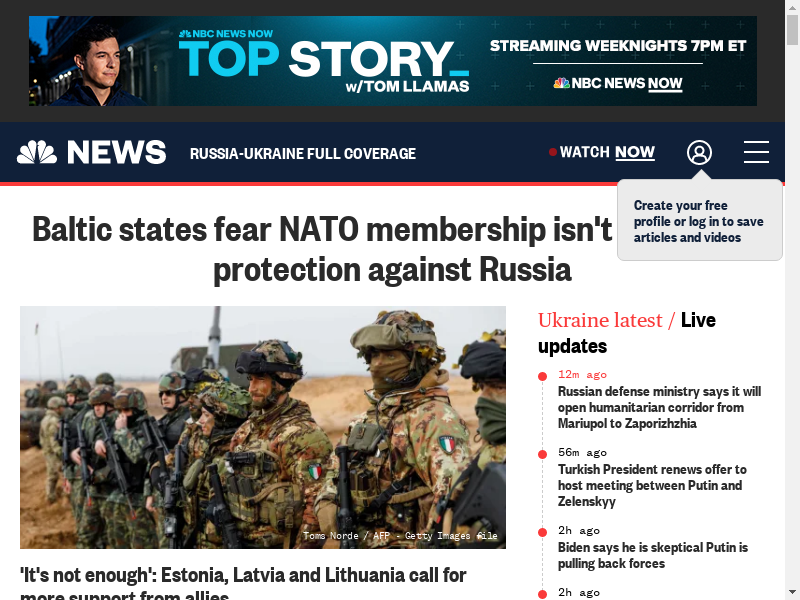 NBC NEWS NOW
TOP STORY_
w/TOM LLAMAS
STREAMING WEEKNIGHTS 7PM ET
NBC NEWS NOW
NEWS
RUSSIA-UKRAINE FULL COVERAGE
WATCH NOW
Create your free
profile or log in to save
articles and videos
Baltic states fear NATO membership isn't
protection against Russia
Toms Norde / AFP - Getty Images file
'It's not enough': Estonia, Latvia and Lithuania call for
more support from allies
Ukraine latest / Live
updates
12m ago
Russian defense ministry says it will
open humanitarian corridor from
Mariupol to Zaporizhzhia
56m ago
Turkish President renews offer to
host meeting between Putin and
Zelenskyy
2h ago
Biden says he is skeptical Putin is
pulling back forces
2h ago